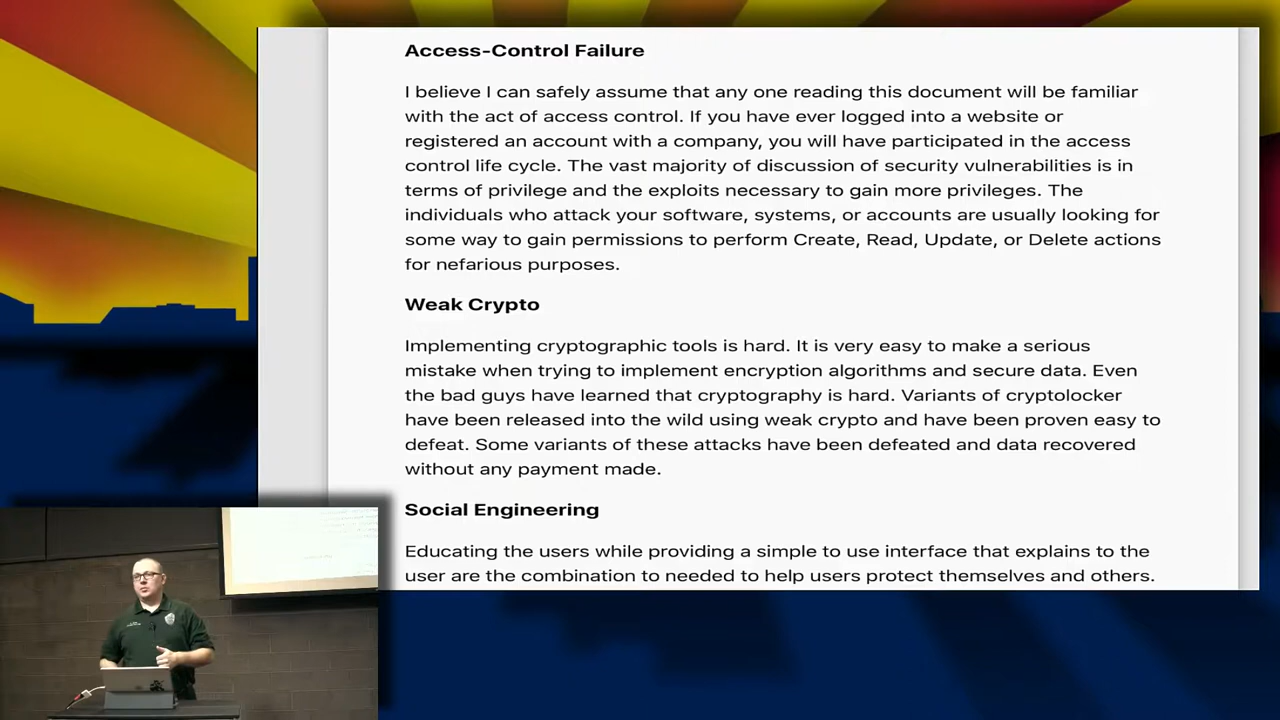 Access-Control Failure
I believe I can safely assume that any one reading this document will be familiar
with the act of access control. If you have ever logged into a website or
registered an account with a company, you will have participated in the access
control life cycle. The vast majority of discussion of security vulnerabilities is in
terms of privilege and the exploits necessary to gain more privileges. The
individuals who attack your software, systems, or accounts are usually looking for
some way to gain permissions to perform Create, Read, Update, or Delete actions
for nefarious purposes.
Weak Crypto
Implementing cryptographic tools is hard. It is very easy to make a serious
mistake when trying to implement encryption algorithms and secure data. Even
the bad guys have learned that cryptography is hard. Variants of cryptolocker
have been released into the wild using weak crypto and have been proven easy to
defeat. Some variants of these attacks have been defeated and data recovered
without any payment made.
Social Engineering
Educating the users while providing a simple to use interface that explains to the
user are the combination to needed to help users protect themselves and others.